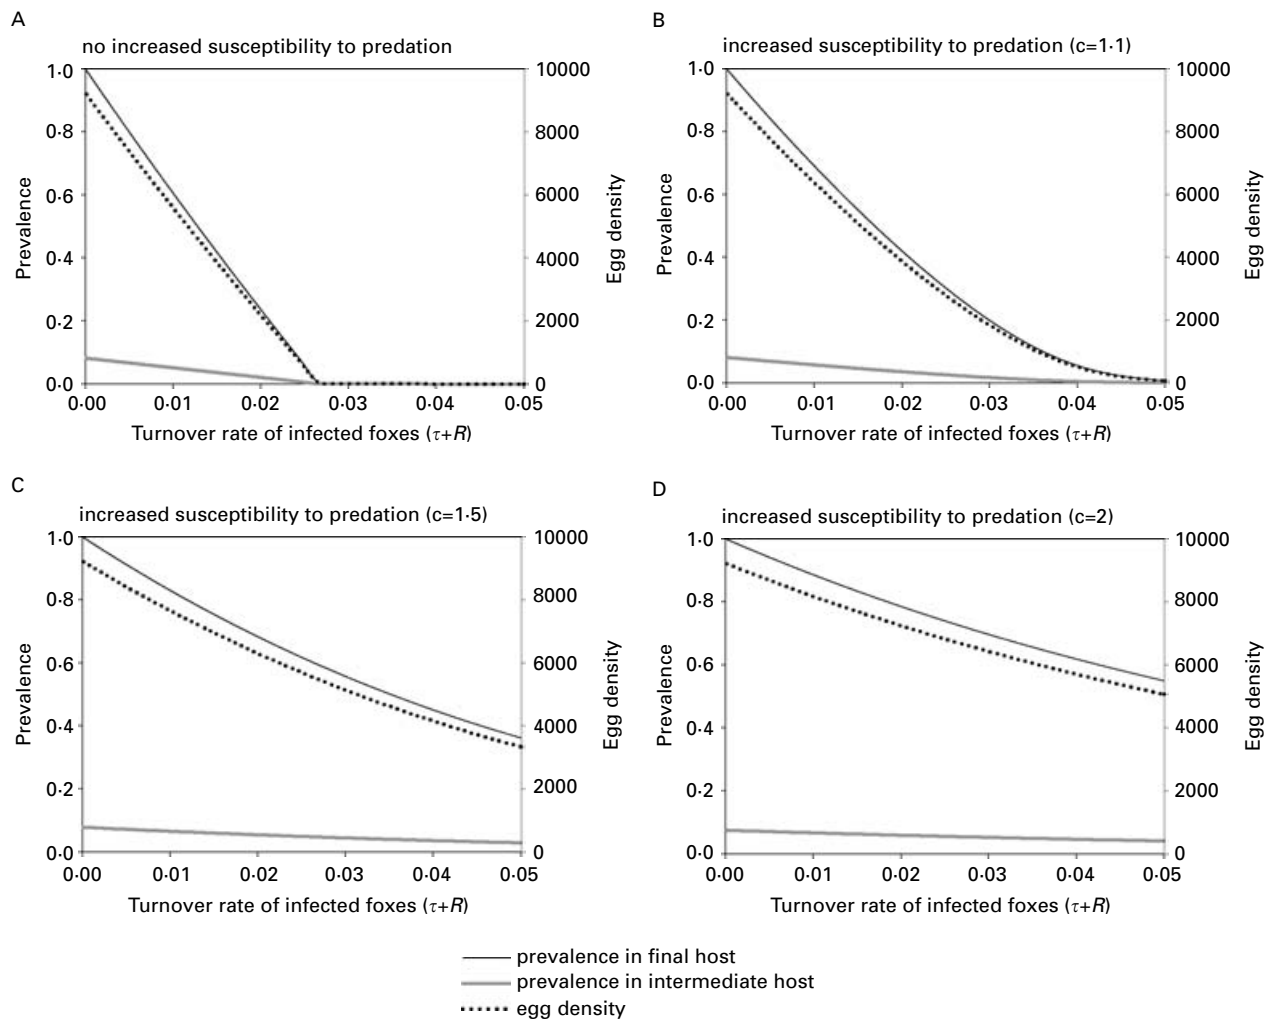 A
no increased susceptibility to predation
1·0
0·8
0·6
0·4
0·2
0·0
Prevalence
10000
8000
6000
4000
2000
0
Egg density
0·00 0·01 0·02 0·03 0·04 0·05
Turnover rate of infected foxes (τ+R)
B
increased susceptibility to predation (c=1·1)
1·0
0·8
0·6
0·4
0·2
0·0
Prevalence
10000
8000
6000
4000
2000
0
Egg density
0·00 0·01 0·02 0·03 0·04 0·05
Turnover rate of infected foxes (τ+R)
C
increased susceptibility to predation (c=1·5)
1·0
0·8
0·6
0·4
0·2
0·0
Prevalence
10000
8000
6000
4000
2000
0
Egg density
0·00 0·01 0·02 0·03 0·04 0·05
Turnover rate of infected foxes (τ+R)
D
increased susceptibility to predation (c=2)
1·0
0·8
0·6
0·4
0·2
0·0
Prevalence
10000
8000
6000
4000
2000
0
Egg density
0·00 0·01 0·02 0·03 0·04 0·05
Turnover rate of infected foxes (τ+R)
prevalence in final host
prevalence in intermediate host
egg density